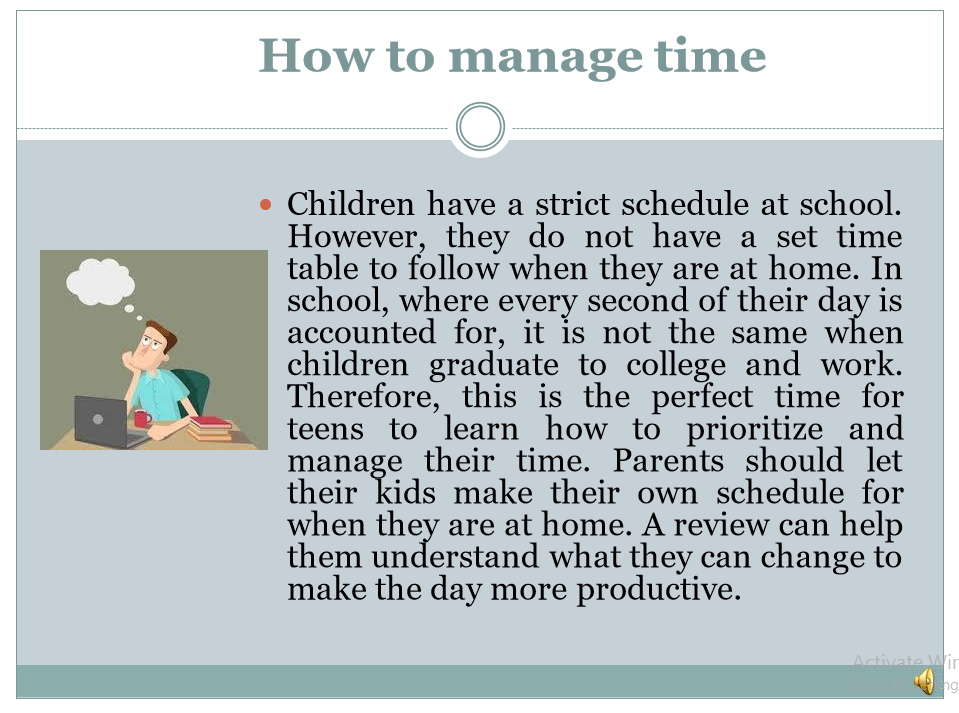 How to manage time
Children have a strict schedule at school.
However, they do not have a set time
table to follow when they are at home. In
school, where every second of their day is
accounted for, it is not the same when
children graduate to college and work.
Therefore, this is the perfect time for
teens to learn how to prioritize and
manage their time. Parents should let
their kids make their own schedule for
when they are at home. A review can help
them understand what they can change to
make the day more productive.
Activate Wir